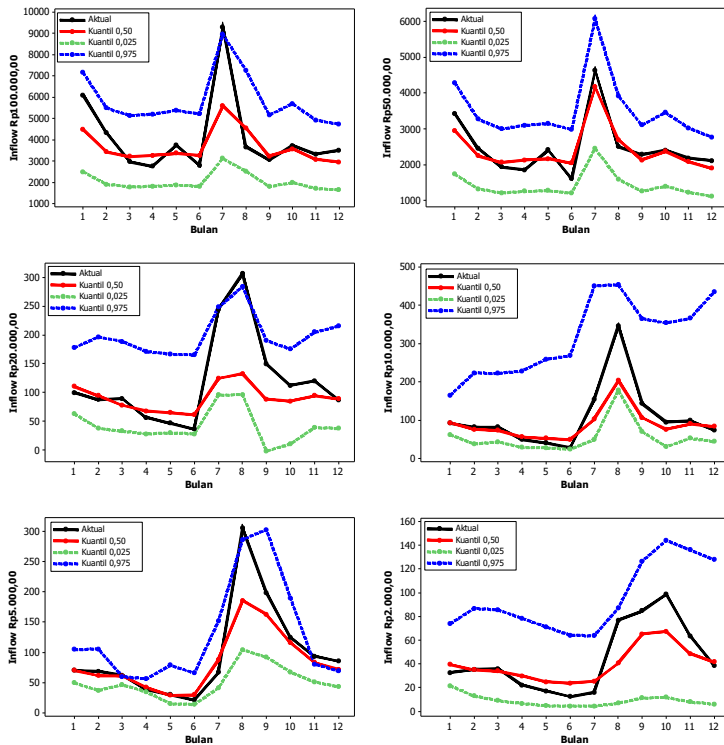 Inflow Rp100.000,00
10000
9000
8000
7000
6000
5000
4000
3000
2000
1000
Aktual
Kuantil 0,50
Kuantil 0,025
Kuantil 0,975
1 2 3 4 5 6 7 8 9 10 11 12
Bulan
Inflow Rp50.000,00
6000
5000
4000
3000
2000
1000
Aktual
Kuantil 0,50
Kuantil 0,025
Kuantil 0,975
1 2 3 4 5 6 7 8 9 10 11 12
Bulan
Inflow Rp20.000,00
300
250
200
150
100
50
0
Aktual
Kuantil 0,50
Kuantil 0,025
Kuantil 0,975
1 2 3 4 5 6 7 8 9 10 11 12
Bulan
Inflow Rp10.000,00
500
400
300
200
100
0
Aktual
Kuantil 0,50
Kuantil 0,025
Kuantil 0,975
1 2 3 4 5 6 7 8 9 10 11 12
Bulan
Inflow Rp5.000,00
300
250
200
150
100
50
0
Aktual
Kuantil 0,50
Kuantil 0,025
Kuantil 0,975
1 2 3 4 5 6 7 8 9 10 11 12
Bulan
Inflow Rp2.000,00
160
140
120
100
80
60
40
20
0
Aktual
Kuantil 0,50
Kuantil 0,025
Kuantil 0,975
1 2 3 4 5 6 7 8 9 10 11 12
Bulan